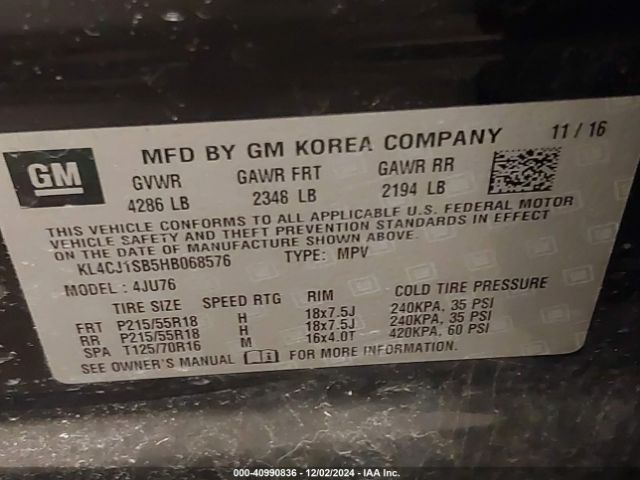 GM
MFD BY GM KOREA COMPANY 11 / 16
GVWR GAWR FRT GAWR RR
4286 LB 2348 LB 2194 LB
THIS VEHICLE CONFORMS TO ALL APPLICABLE U.S. FEDERAL MOTOR
VEHICLE SAFETY AND THEFT PREVENTION STANDARDS IN EFFECT
ON THE DATE OF MANUFACTURE SHOWN ABOVE.
KL4CJ1SB5HB068576 TYPE: MPV
MODEL: 4JU76
TIRE SIZE SPEED RTG RIM COLD TIRE PRESSURE
FRT P215/55R18 H 18x7.5J 240KPA, 35 PSI
RR P215/55R18 H 18x7.5J 240KPA, 35 PSI
SPA T125/70R16 M 16x4.0T 420KPA, 60 PSI
SEE OWNER'S MANUAL FOR MORE INFORMATION.
000-40990836 - 12/02/2024 - IAA Inc.